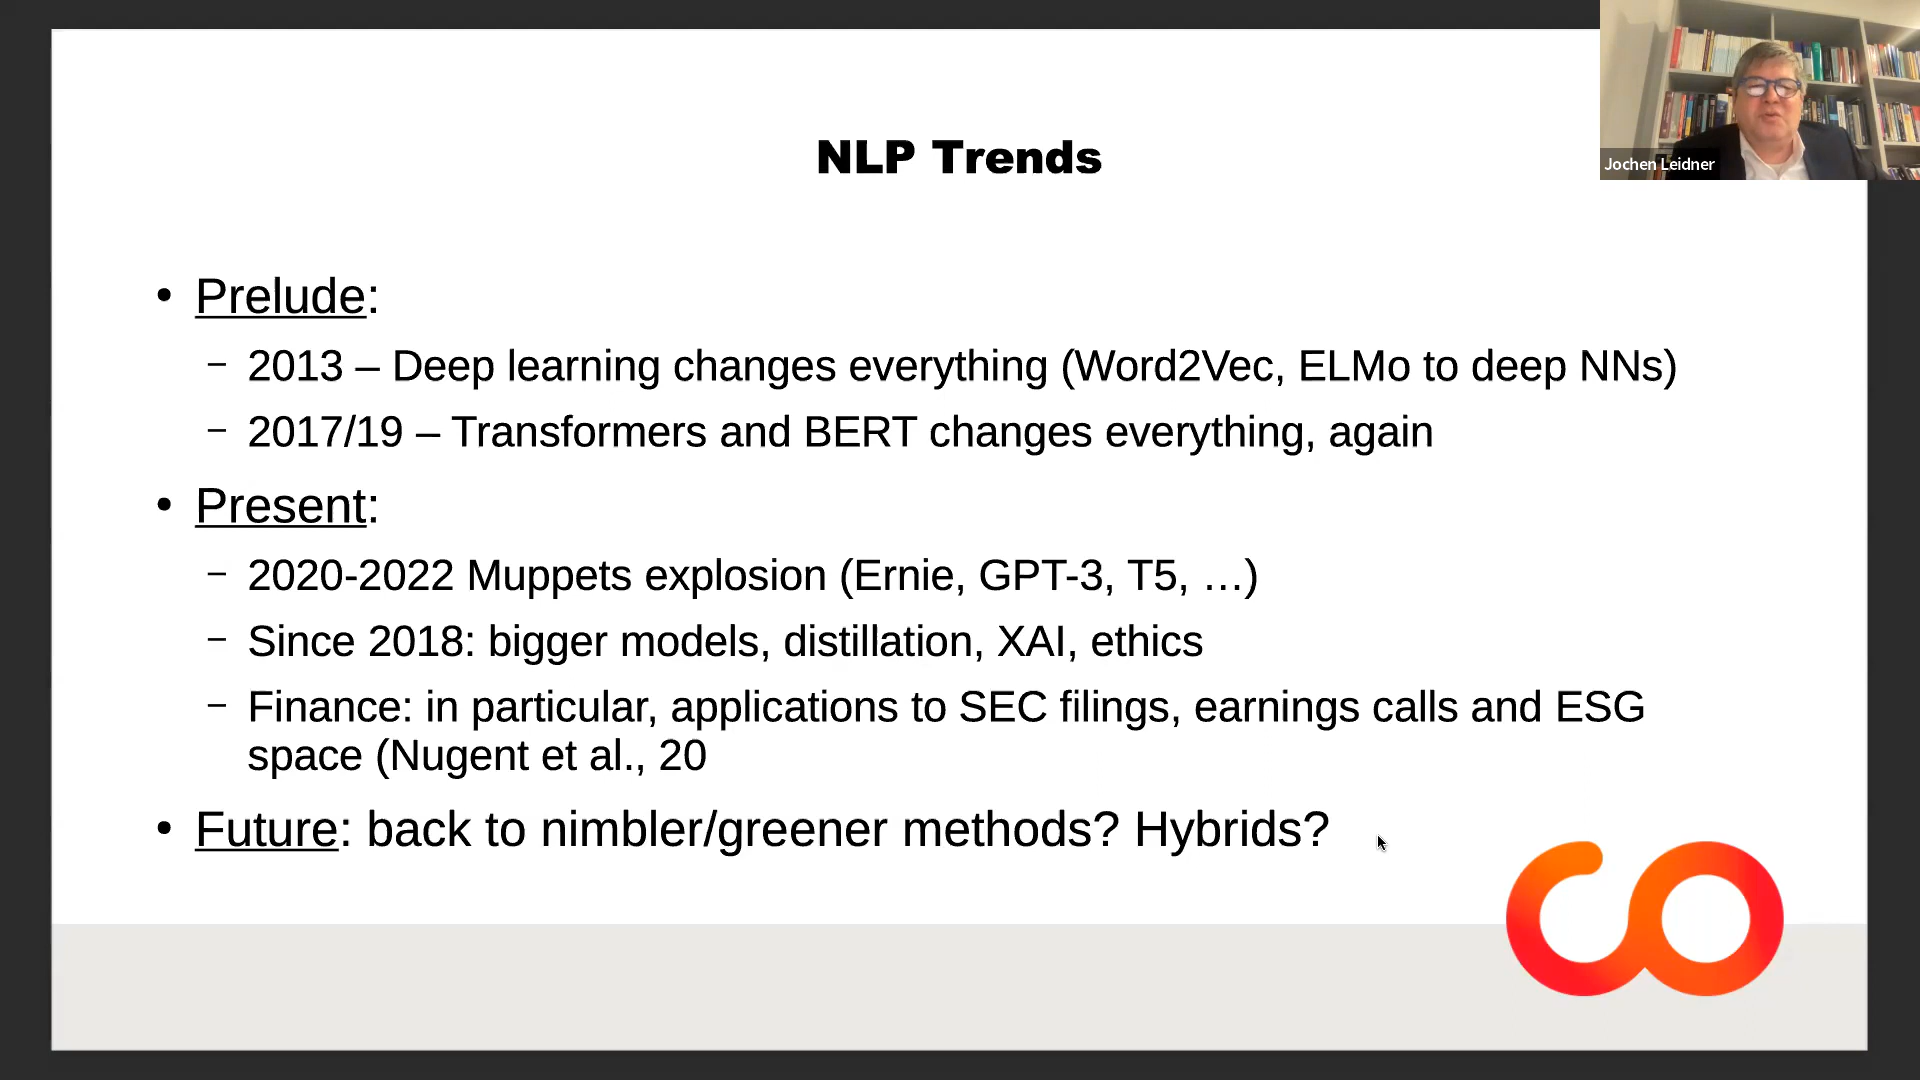 NLP Trends
Jochen Leidner
• Prelude:
– 2013 – Deep learning changes everything (Word2Vec, ELMo to deep NNs)
– 2017/19 – Transformers and BERT changes everything, again
• Present:
– 2020-2022 Muppets explosion (Ernie, GPT-3, T5, …)
– Since 2018: bigger models, distillation, XAI, ethics
– Finance: in particular, applications to SEC filings, earnings calls and ESG
space (Nugent et al., 20
• Future: back to nimbler/greener methods? Hybrids?